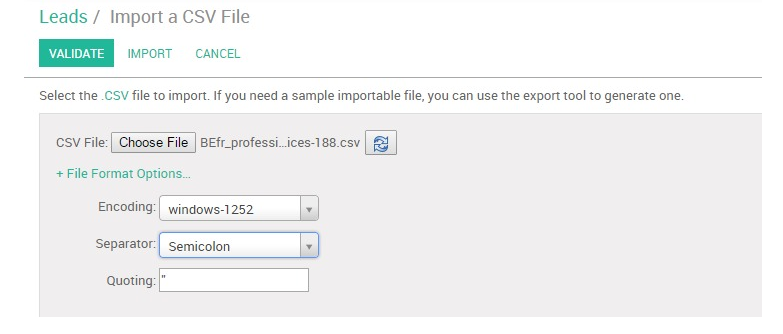 Leads / Import a CSV File
VALIDATE IMPORT CANCEL
Select the .CSV file to import. If you need a sample importable file, you can use the export tool to generate one.
CSV File: Choose File BEfr_professi...ices-188.csv
+ File Format Options...
Encoding: windows-1252
Separator: Semicolon
Quoting: "